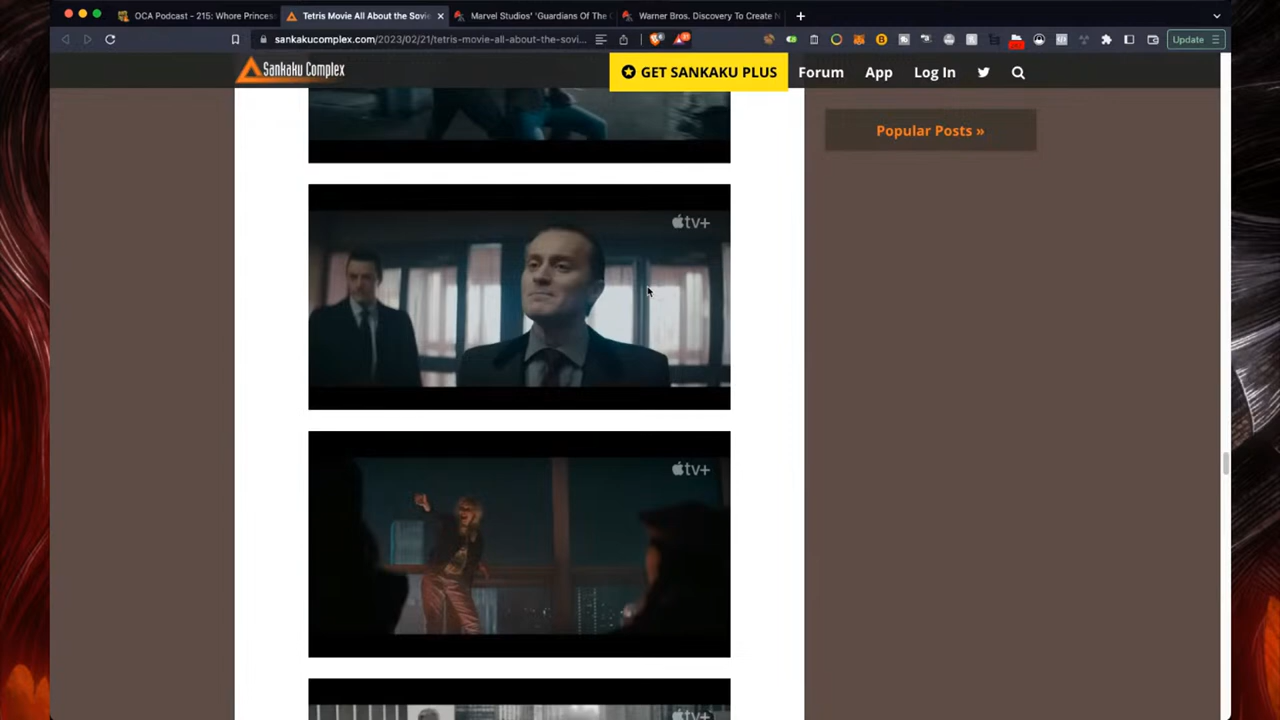 OCA Podcast - 215: Whore Princes
Tetris Movie All About the Sovi
Marvel Studios' 'Guardians Of The
Warner Bros. Discovery To Create
sankakucomplex.com/2023/02/21/tetris-movie-all-about-the-sovi...
Update
Sankaku Complex
GET SANKAKU PLUS
Forum
App
Log In
Popular Posts »
tv+
tv+
tv+